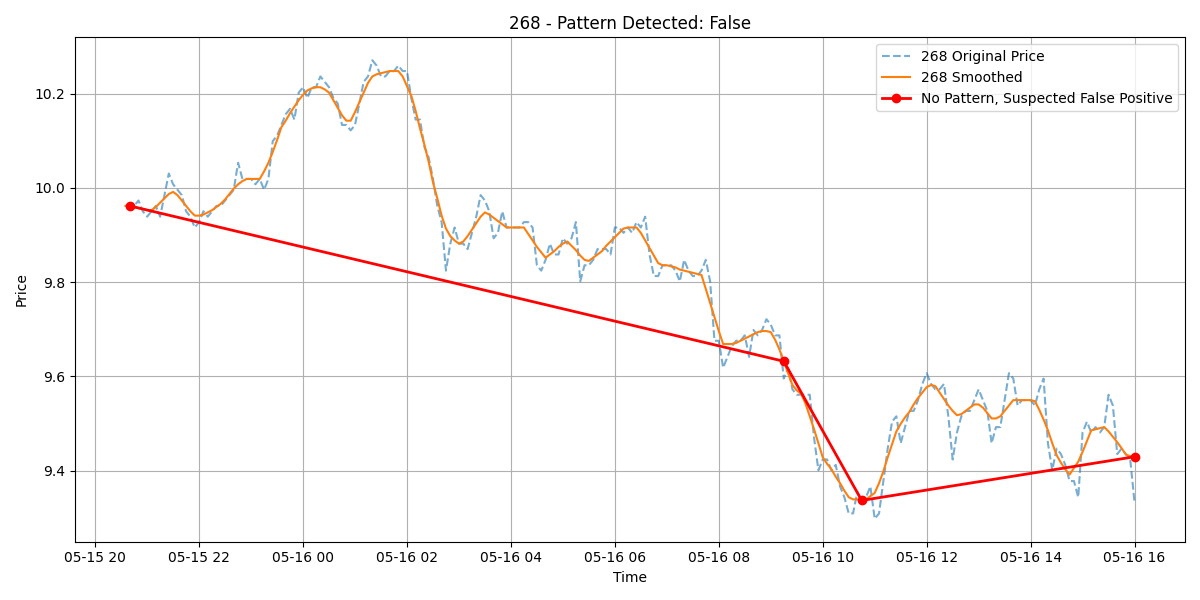 268 - Pattern Detected: False
268 Original Price
268 Smoothed
No Pattern, Suspected False Positive
Price
10.2
10.0
9.8
9.6
9.4
05-15 20 05-15 22 05-16 00 05-16 02 05-16 04 05-16 06 05-16 08 05-16 10 05-16 12 05-16 14 05-16 16
Time